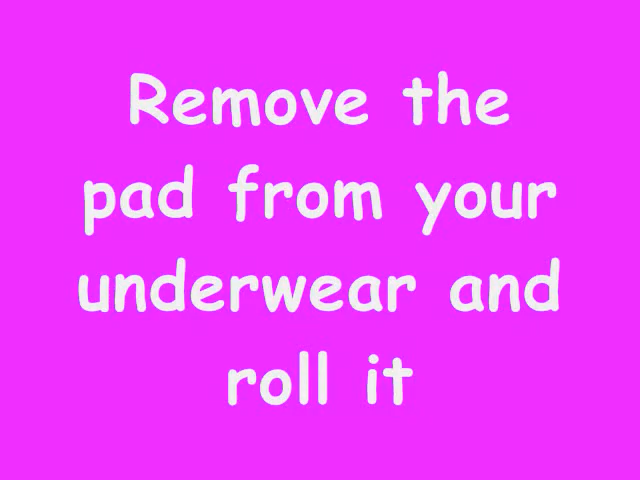 Remove the
pad from your
underwear and
roll it